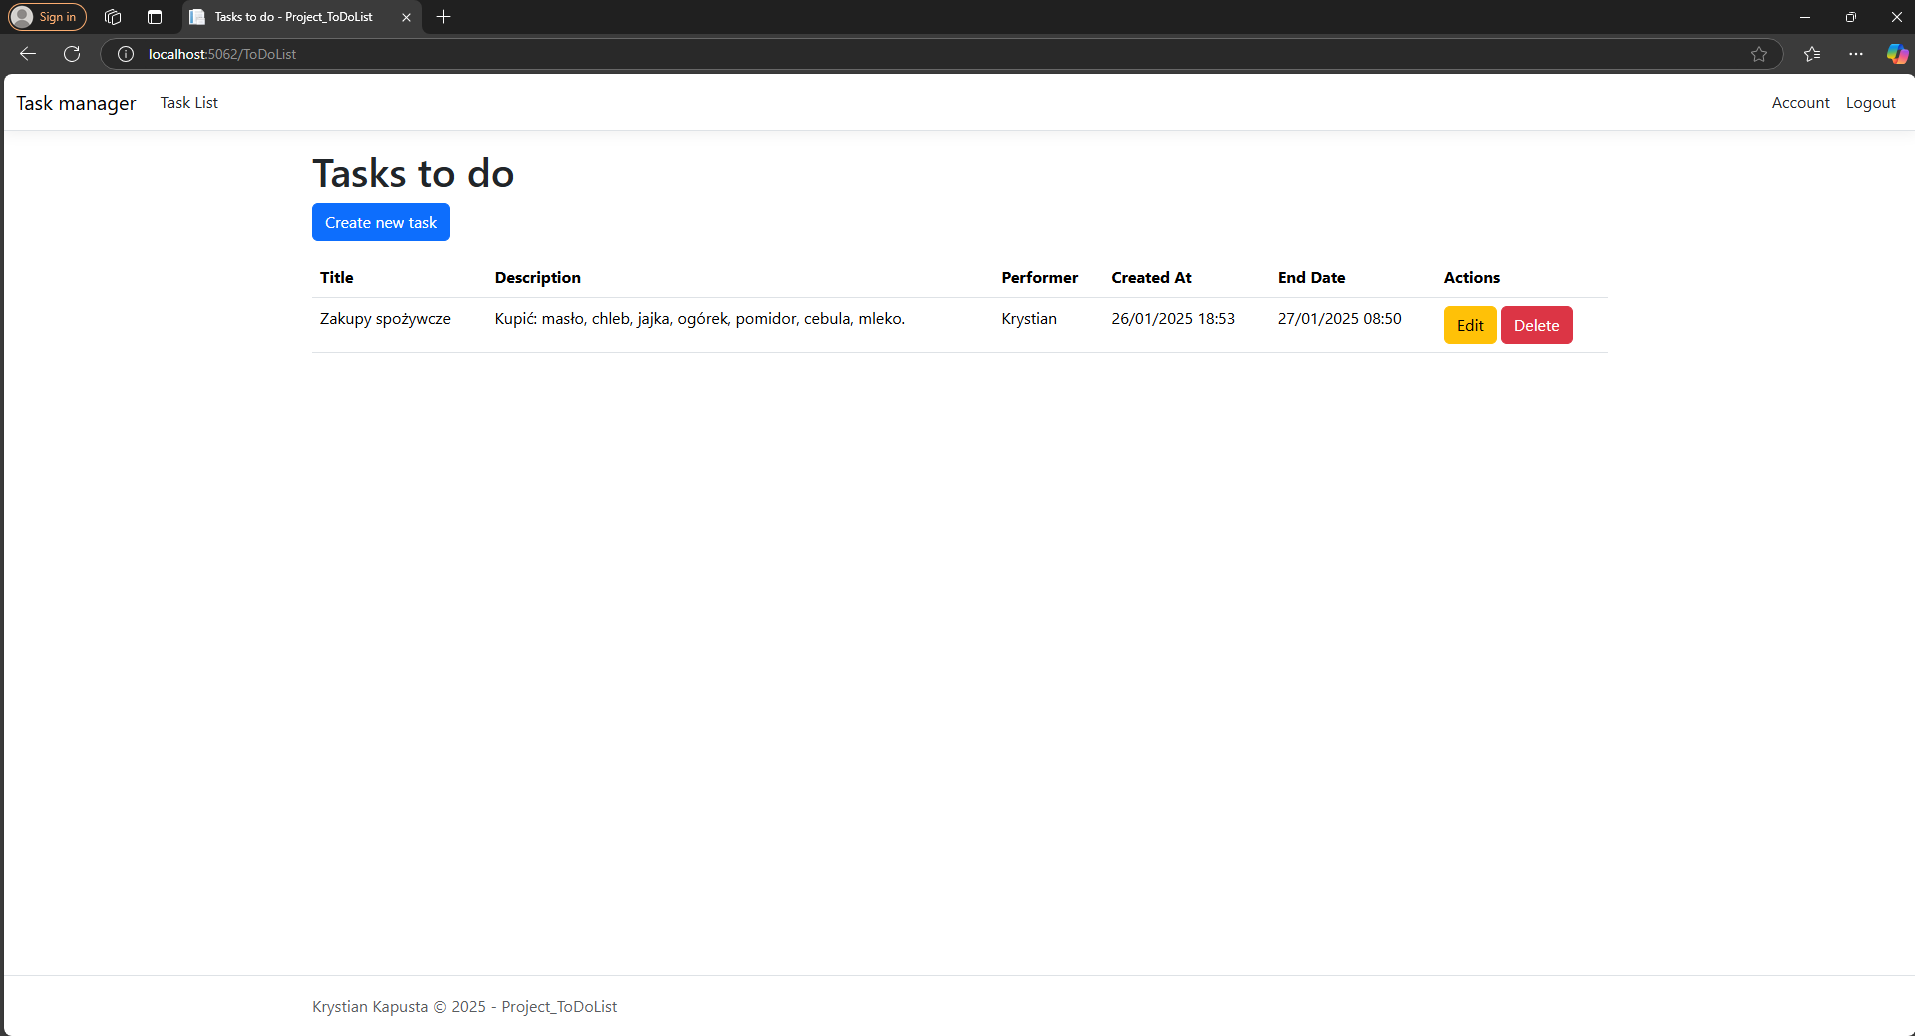 Sign in
Tasks to do - Project_ToDoList
localhost:5062/ToDoList
Task manager Task List Account Logout
Tasks to do
Create new task
Title Description Performer Created At End Date Actions
Zakupy spożywcze Kupić: masło, chleb, jajka, ogórek, pomidor, cebula, mleko. Krystian 26/01/2025 18:53 27/01/2025 08:50 Edit Delete
Krystian Kapusta © 2025 - Project_ToDoList